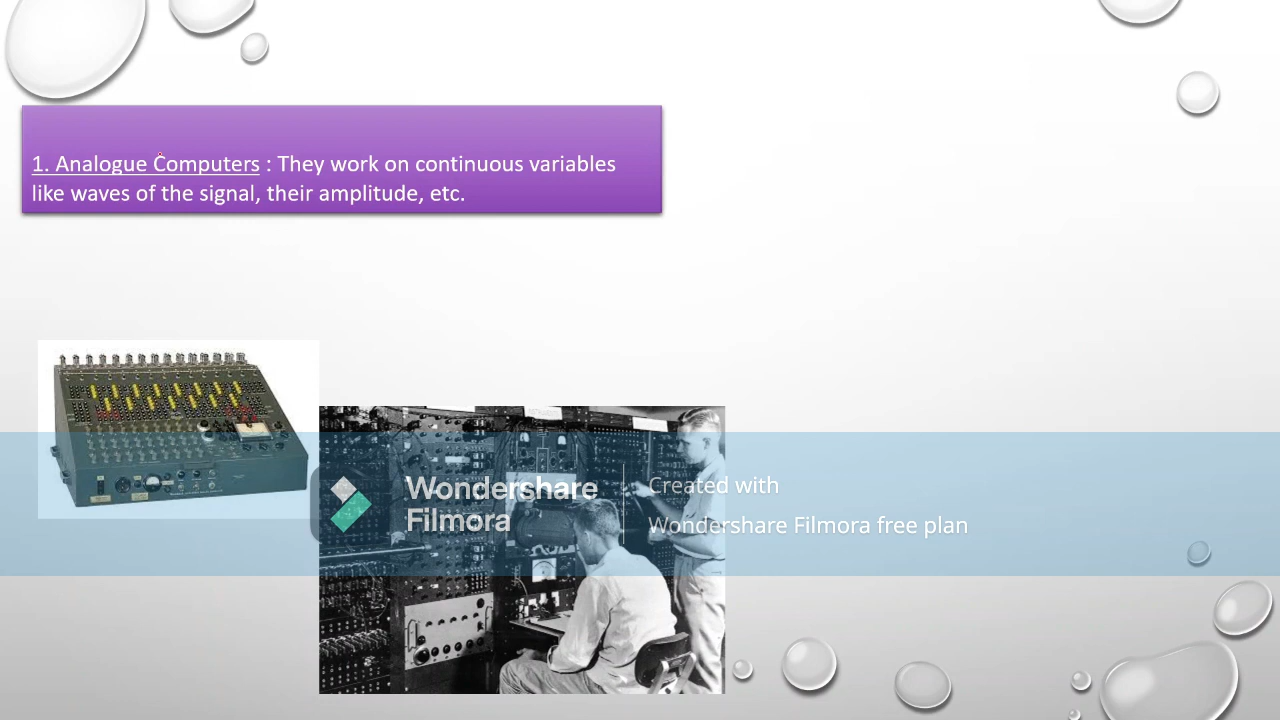 1. Analogue Computers : They work on continuous variables
like waves of the signal, their amplitude, etc.
Wondershare
Filmora
Created with
Wondershare Filmora free plan